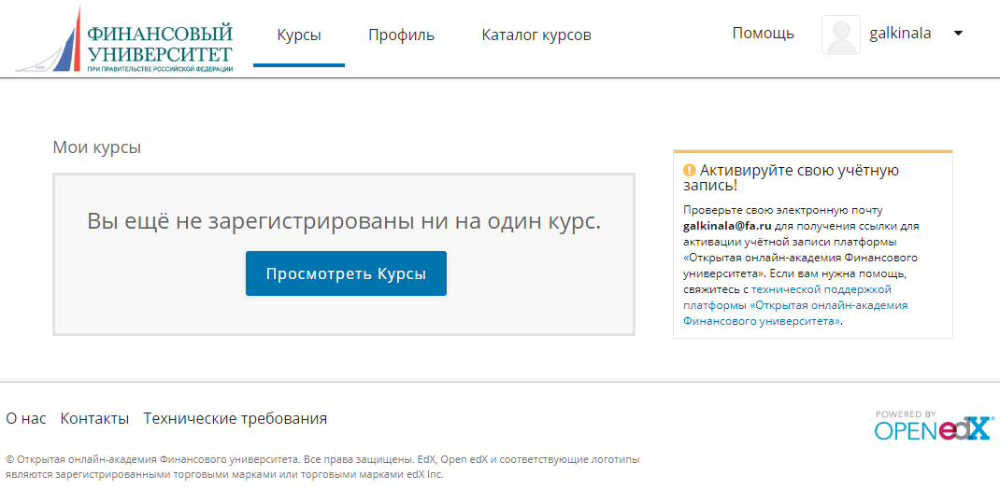 ФИНАНСОВЫЙ
УНИВЕРСИТЕТ
ПРИ ПРАВИТЕЛЬСТВЕ РОССИЙСКОЙ ФЕДЕРАЦИИ
Курсы
Профиль
Каталог курсов
Помощь
galkinala
Мои курсы
Вы ещё не зарегистрированы ни на один курс.
Просмотреть Курсы
Активируйте свою учётную
запись!
Проверьте свою электронную почту
galkinala@fa.ru для получения ссылки для
активации учётной записи платформы
«Открытая онлайн-академия Финансового
университета». Если вам нужна помощь,
свяжитесь с технической поддержкой
платформы «Открытая онлайн-академия
Финансового университета».
О нас Контакты Технические требования
POWERED BY
OPEN edX
© Открытая онлайн-академия Финансового университета. Все права защищены. EdX, Open edX и соответствующие логотипы
являются зарегистрированными торговыми марками или торговыми марками edX Inc.